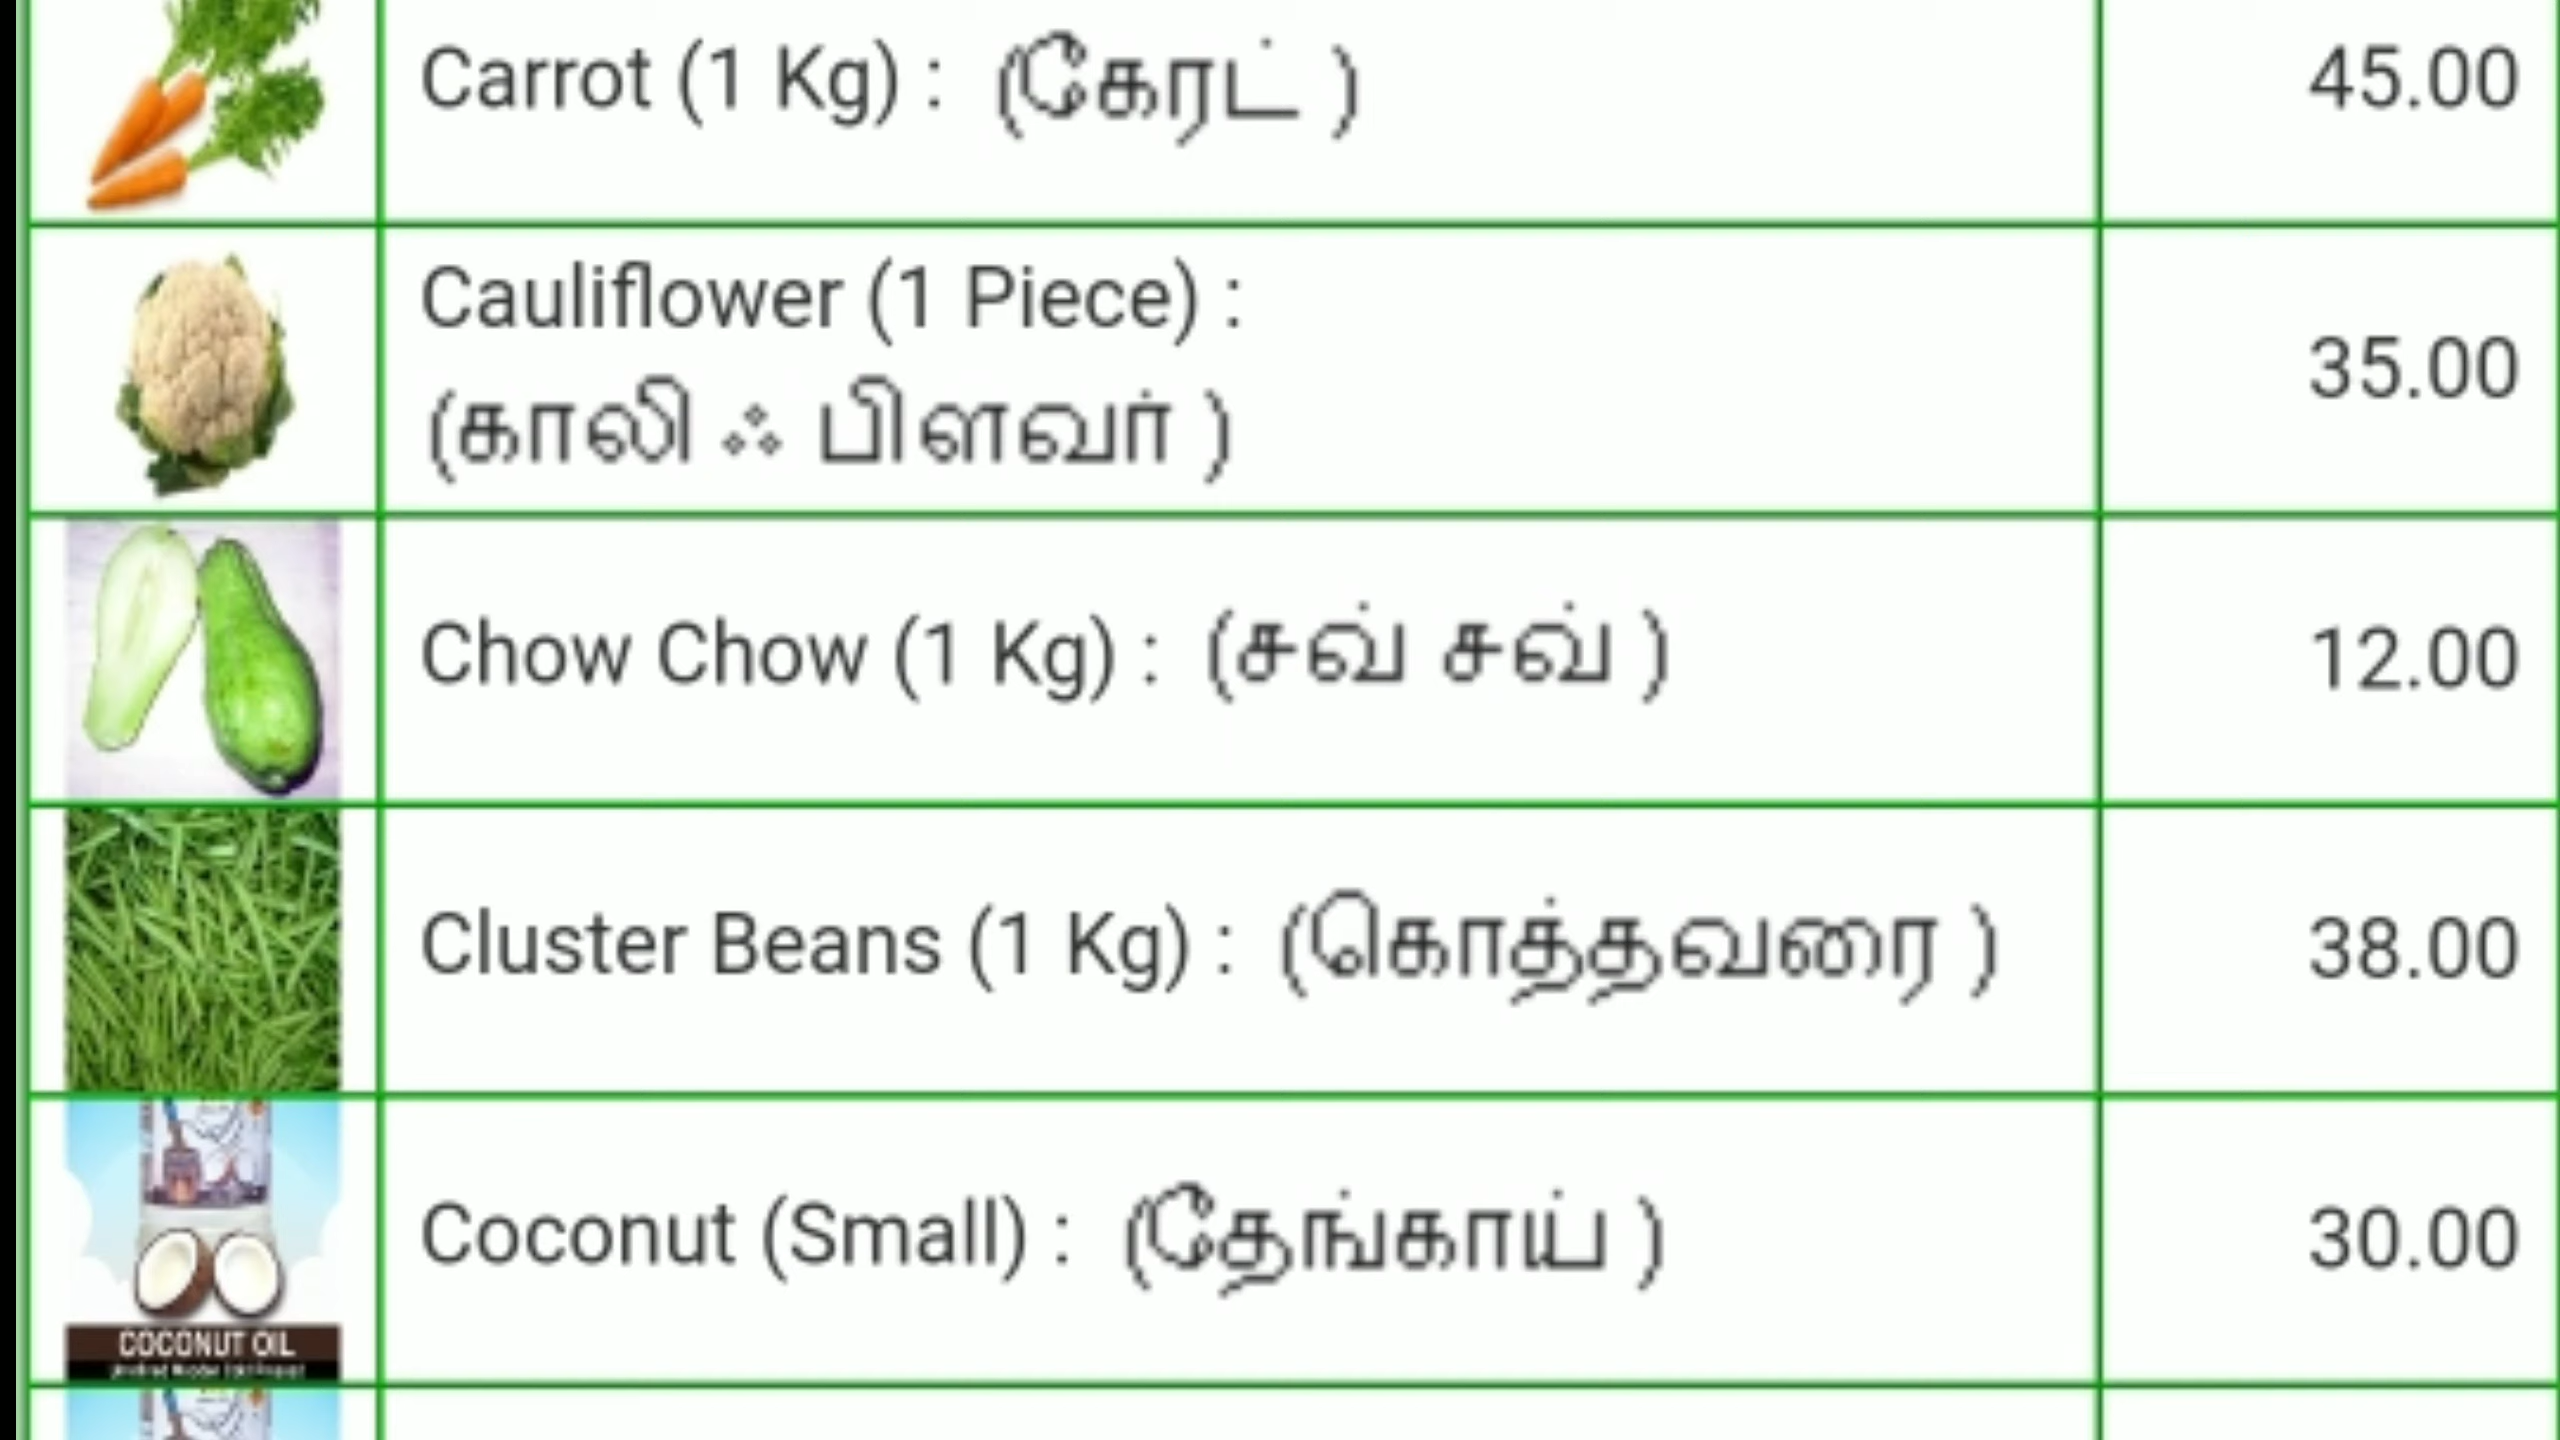 Carrot (1 Kg) : (கேரட் ) 45.00
Cauliflower (1 Piece) :
(காலி ஃ பிளவர் ) 35.00
Chow Chow (1 Kg) : (சவ் சவ் ) 12.00
Cluster Beans (1 Kg) : (கொத்தவரை ) 38.00
Coconut (Small) : (தேங்காய் ) 30.00
COCONUT OIL